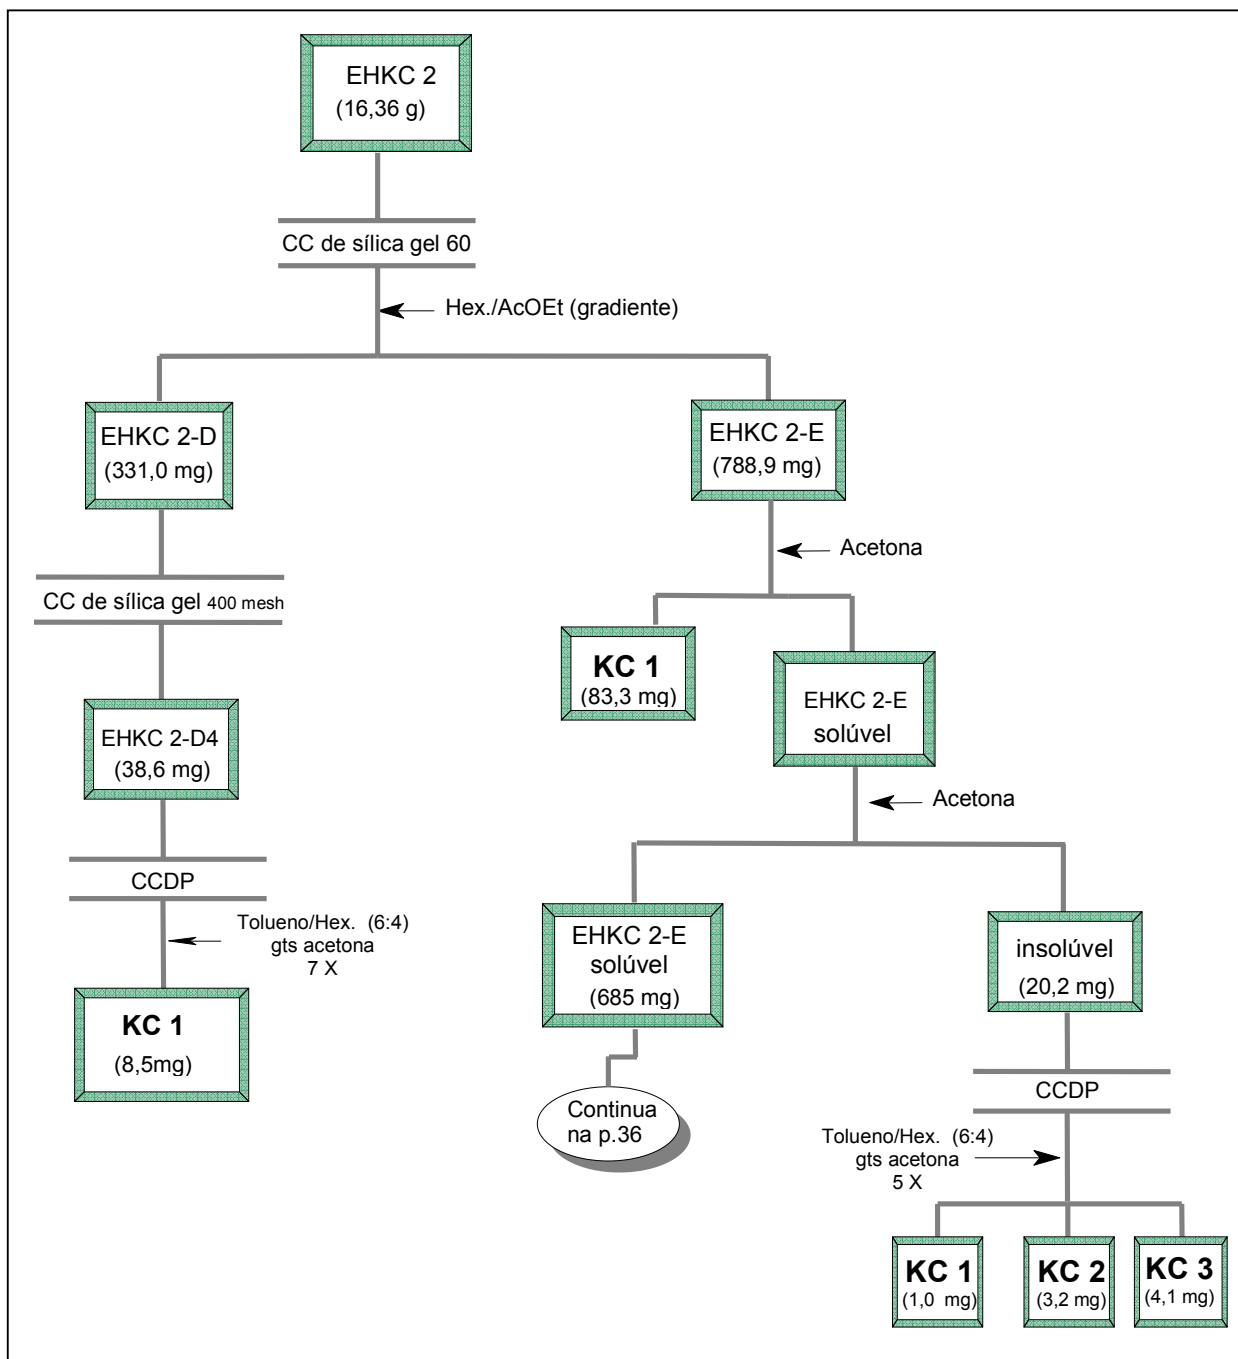 EHKC 2
(16,36 g)
CC de sílica gel 60
Hex./AcOEt (gradiente)
EHKC 2-D
(331,0 mg)
EHKC 2-E
(788,9 mg)
Acetona
CC de sílica gel 400 mesh
KC 1
(83,3 mg)
EHKC 2-E
solúvel
EHKC 2-D4
(38,6 mg)
Acetona
CCDP
Tolueno/Hex. (6:4)
gts acetona
7 X
EHKC 2-E
solúvel
(685 mg)
insolúvel
(20,2 mg)
KC 1
(8,5mg)
CCDP
Continua
na p.36
Tolueno/Hex. (6:4)
gts acetona
5 X
KC 1
(1,0 mg)
KC 2
(3,2 mg)
KC 3
(4,1 mg)